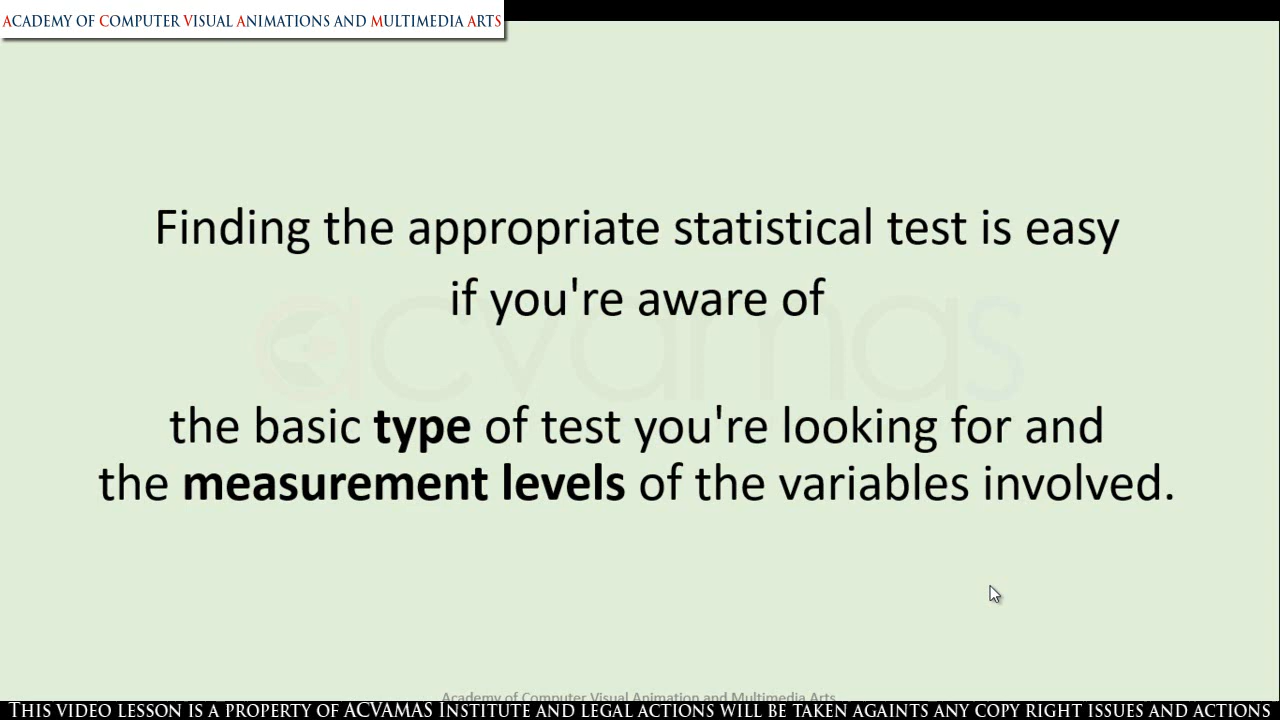 ACADEMY OF COMPUTER VISUAL ANIMATIONS AND MULTIMEDIA ARTS
Finding the appropriate statistical test is easy
if you're aware of
acvamas
the basic type of test you're looking for and
the measurement levels of the variables involved.
Academy of Computer Visual Animation and Multimedia Arts
THIS VIDEO LESSON IS A PROPERTY OF ACVAMAS INSTITUTE AND LEGAL ACTIONS WILL BE TAKEN AGAINTS ANY COPY RIGHT ISSUES AND ACTIONS